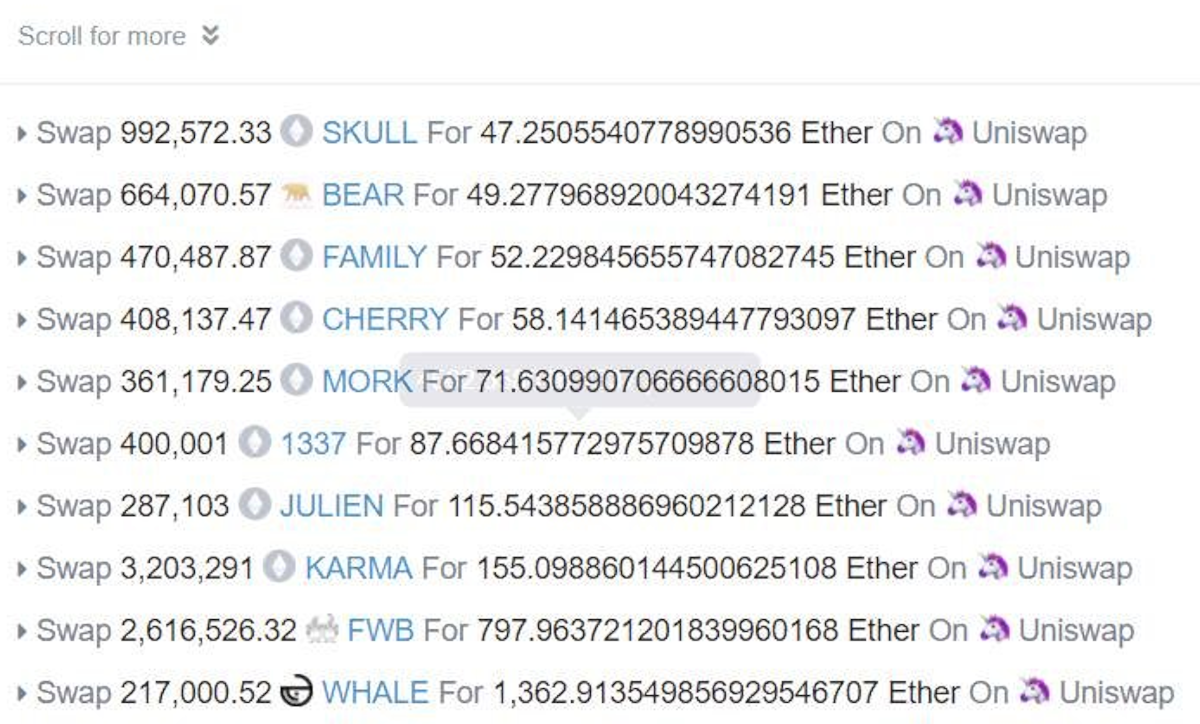 Scroll for more
Swap 992,572.33 SKULL For 47.2505540778990536 Ether On Uniswap
Swap 664,070.57 BEAR For 49.277968920043274191 Ether On Uniswap
Swap 470,487.87 FAMILY For 52.229845655747082745 Ether On Uniswap
Swap 408,137.47 CHERRY For 58.141465389447793097 Ether On Uniswap
Swap 361,179.25 MORK For 71.630990706666608015 Ether On Uniswap
Swap 400,001 1337 For 87.668415772975709878 Ether On Uniswap
Swap 287,103 JULIEN For 115.543858886960212128 Ether On Uniswap
Swap 3,203,291 KARMA For 155.098860144500625108 Ether On Uniswap
Swap 2,616,526.32 FWB For 797.963721201839960168 Ether On Uniswap
Swap 217,000.52 WHALE For 1,362.913549856929546707 Ether On Uniswap